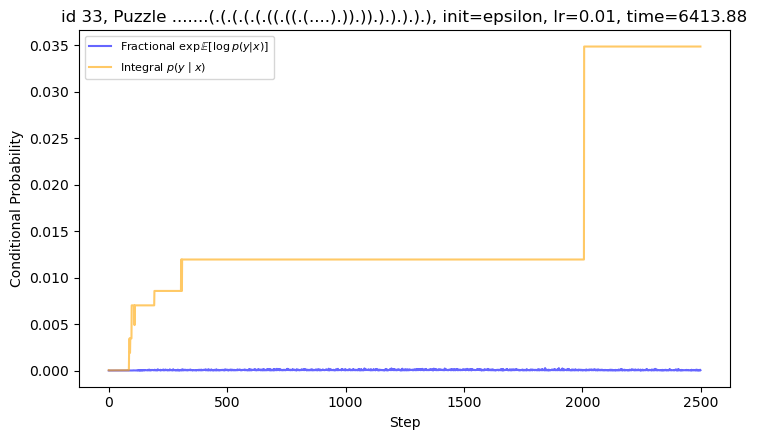 id 33, Puzzle .......(.(.(.(.(.((.((.(....).)).)).).).).).), init=epsilon, lr=0.01, time=6413.88
Fractional exp𝔼[log p(y|x)]
Integral p(y | x)
Conditional Probability
0.035
0.030
0.025
0.020
0.015
0.010
0.005
0.000
0 500 1000 1500 2000 2500
Step